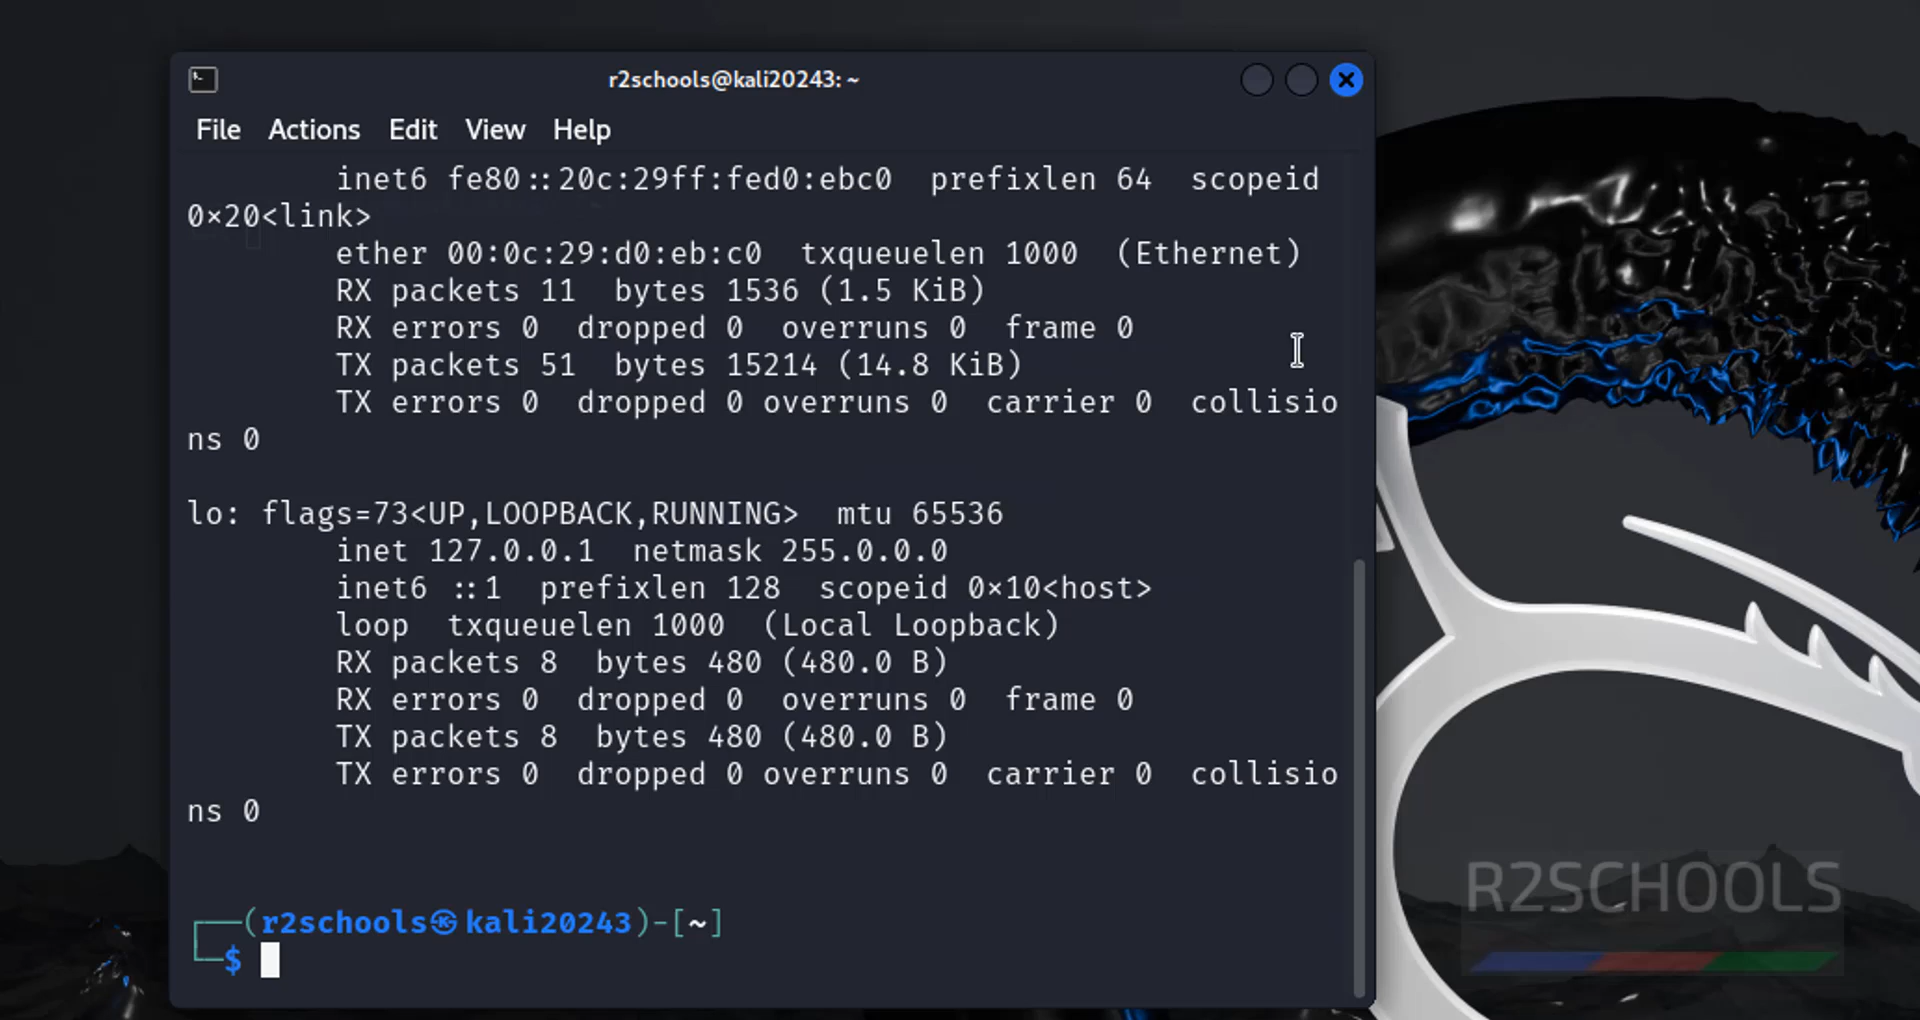 r2schools@kali20243: ~
File Actions Edit View Help
inet6 fe80::20c:29ff:fed0:ebc0 prefixlen 64 scopeid
0×20<link>
ether 00:0c:29:d0:eb:c0 txqueuelen 1000 (Ethernet)
RX packets 11 bytes 1536 (1.5 KiB)
RX errors 0 dropped 0 overruns 0 frame 0
TX packets 51 bytes 15214 (14.8 KiB)
TX errors 0 dropped 0 overruns 0 carrier 0 collisio
ns 0
lo: flags=73<UP,LOOPBACK,RUNNING> mtu 65536
inet 127.0.0.1 netmask 255.0.0.0
inet6 ::1 prefixlen 128 scopeid 0×10<host>
loop txqueuelen 1000 (Local Loopback)
RX packets 8 bytes 480 (480.0 B)
RX errors 0 dropped 0 overruns 0 frame 0
TX packets 8 bytes 480 (480.0 B)
TX errors 0 dropped 0 overruns 0 carrier 0 collisio
ns 0
┌──(r2schools㉿kali20243)-[~]
└─$
R2SCHOOLS